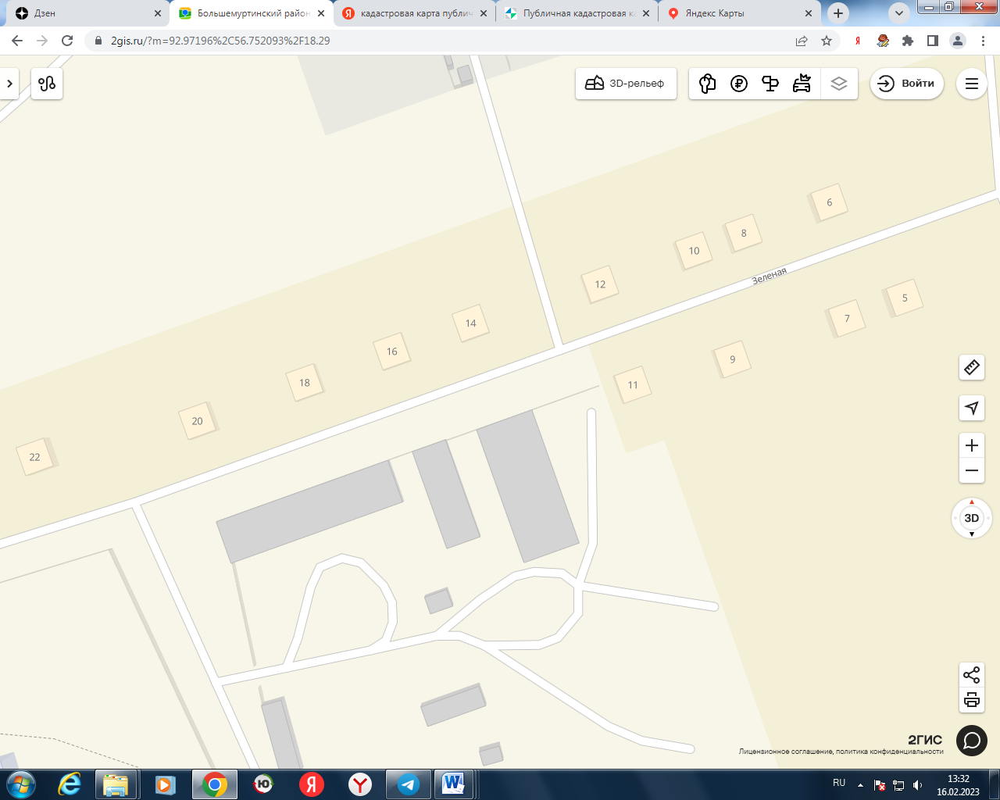 Дзен
Большемуртинский район
кадастровая карта публич
Публичная кадастровая ка
Яндекс Карты
2gis.ru/?m=92.97196%2C56.752093%2F18.29
3D-рельеф
Войти
6
8
10
Зеленая
12
5
7
14
16
9
18
11
20
22
3D
2ГИС
Лицензионное соглашение, политика конфиденциальности
RU
13:32
16.02.2023